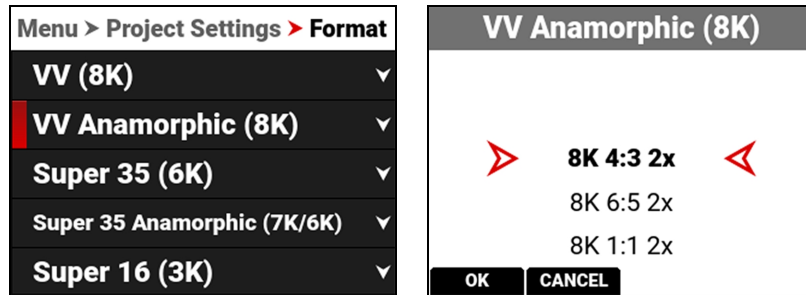 Menu > Project Settings > Format
VV (8K)
VV Anamorphic (8K)
Super 35 (6K)
Super 35 Anamorphic (7K/6K)
Super 16 (3K)
VV Anamorphic (8K)
8K 4:3 2x
8K 6:5 2x
8K 1:1 2x
OK CANCEL